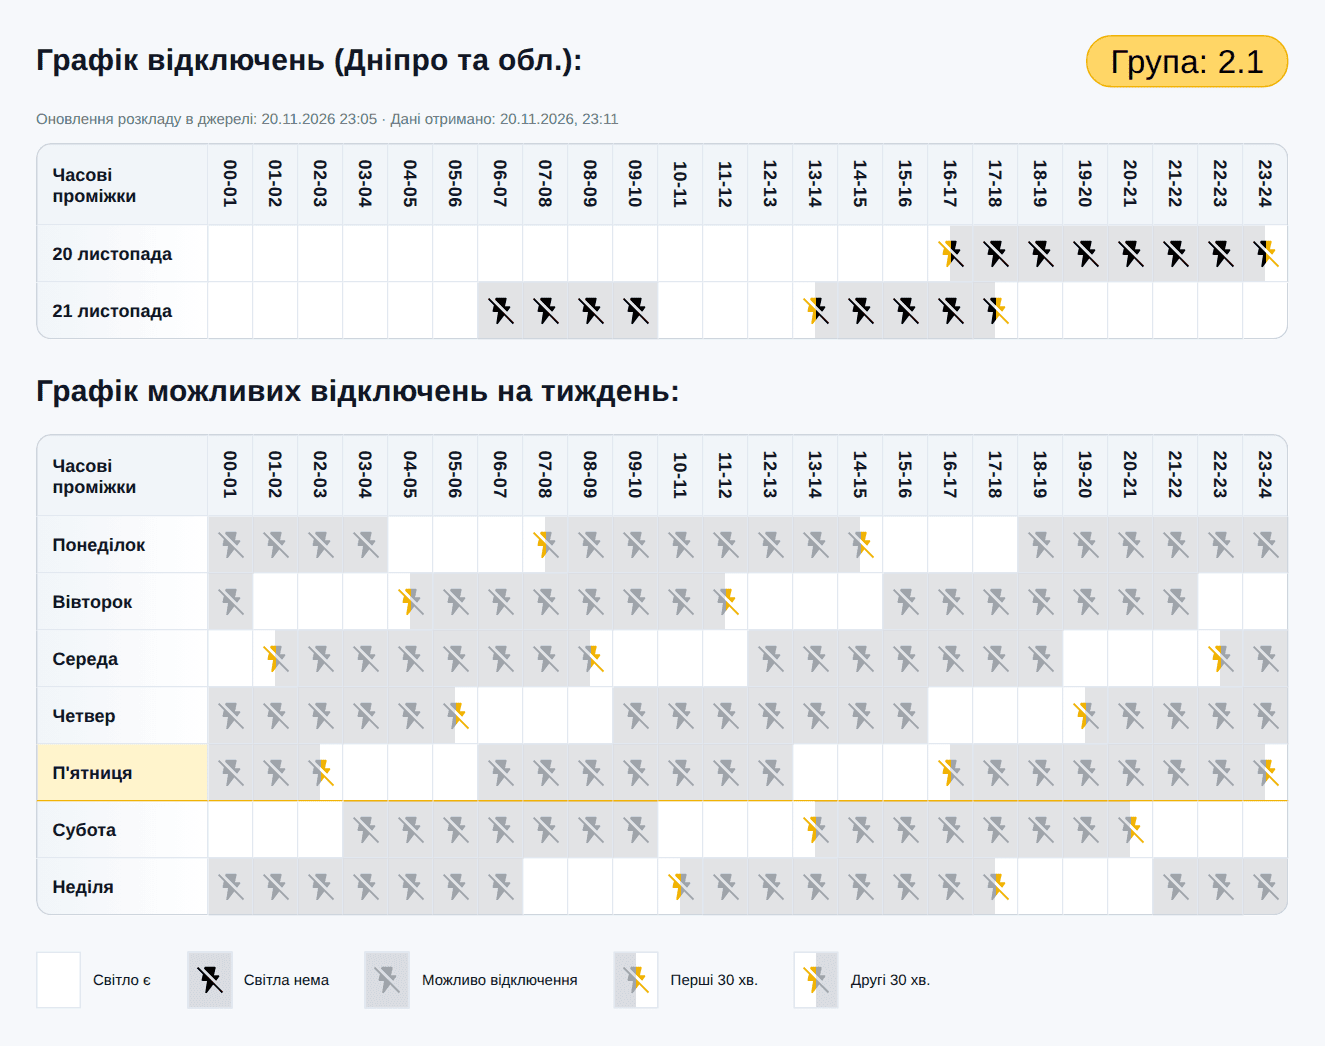 Графік відключень (Дніпро та обл.):
Група: 2.1
Оновлення розкладу в джерелі: 20.11.2026 23:05 · Дані отримано: 20.11.2026, 23:11
Часові
проміжки
00-01 01-02 02-03 03-04 04-05 05-06 06-07 07-08 08-09 09-10 10-11 11-12 12-13 13-14 14-15 15-16 16-17 17-18 18-19 19-20 20-21 21-22 22-23 23-24
20 листопада
21 листопада
Графік можливих відключень на тиждень:
Часові
проміжки
00-01 01-02 02-03 03-04 04-05 05-06 06-07 07-08 08-09 09-10 10-11 11-12 12-13 13-14 14-15 15-16 16-17 17-18 18-19 19-20 20-21 21-22 22-23 23-24
Понеділок
Вівторок
Середа
Четвер
П'ятниця
Субота
Неділя
Світло є
Світла нема
Можливо відключення
Перші 30 хв.
Другі 30 хв.